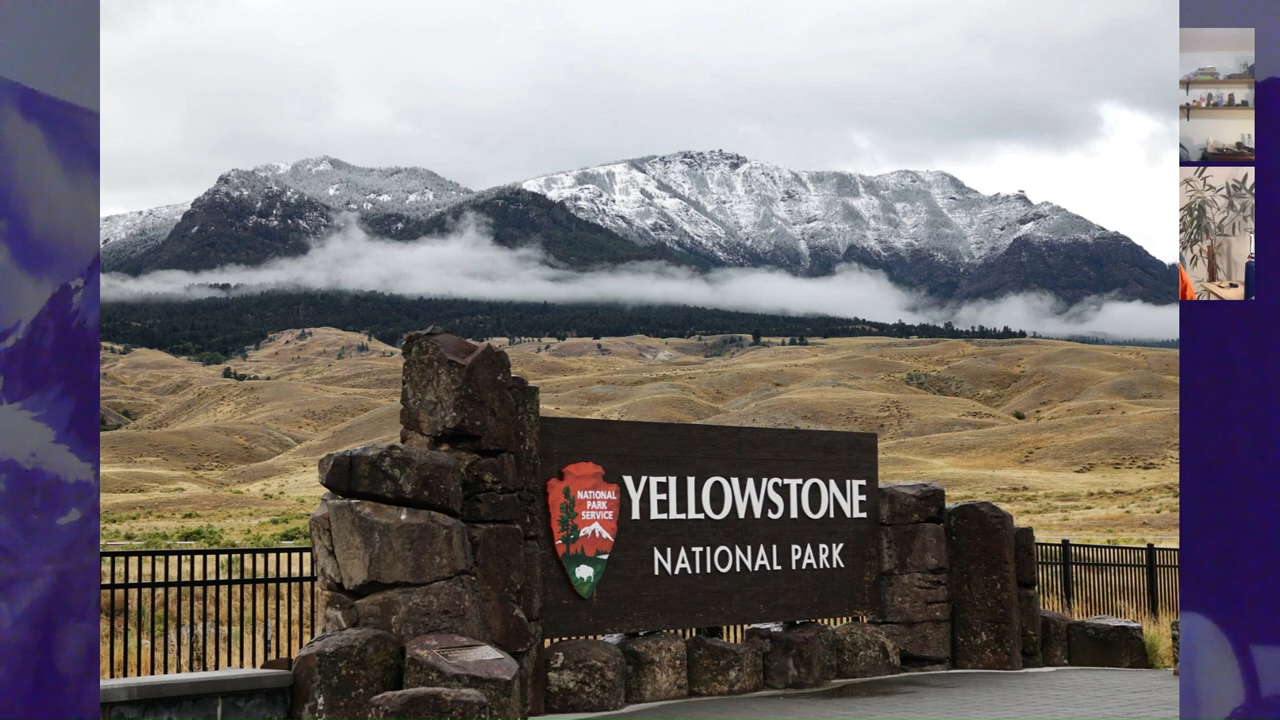 NATIONAL
PARK
SERVICE
YELLOWSTONE
NATIONAL PARK